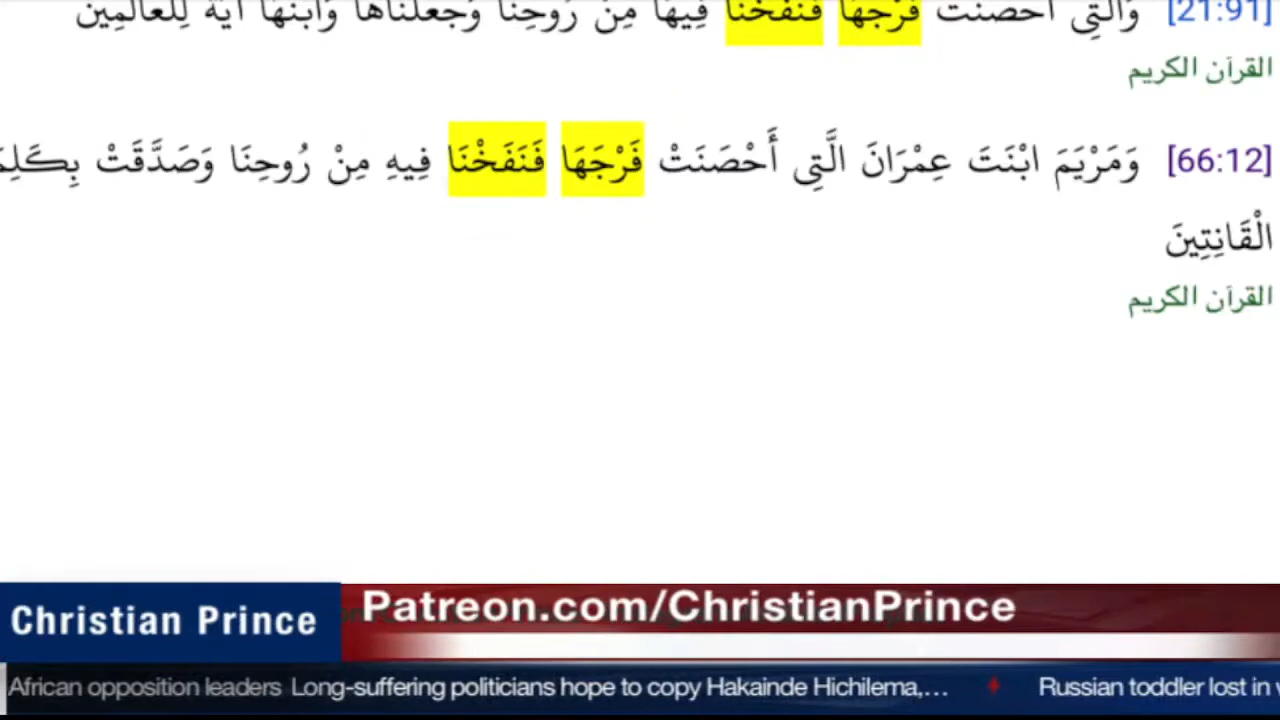 [21:91] وَالَّتِي أَحْصَنَتْ فَرْجَهَا فَنَفَخْنَا فِيهَا مِنْ رُوحِنَا وَجَعَلْنَاهَا وَابْنَهَا آيَةً لِلْعَالَمِينَ
القرآن الكريم
[66:12] وَمَرْيَمَ ابْنَتَ عِمْرَانَ الَّتِي أَحْصَنَتْ فَرْجَهَا فَنَفَخْنَا فِيهِ مِنْ رُوحِنَا وَصَدَّقَتْ
الْقَانِتِينَ
القرآن الكريم
Christian Prince
Patreon.com/ChristianPrince
African opposition leaders Long-suffering politicians hope to copy Hakainde Hichilema,… Russian toddler lost in